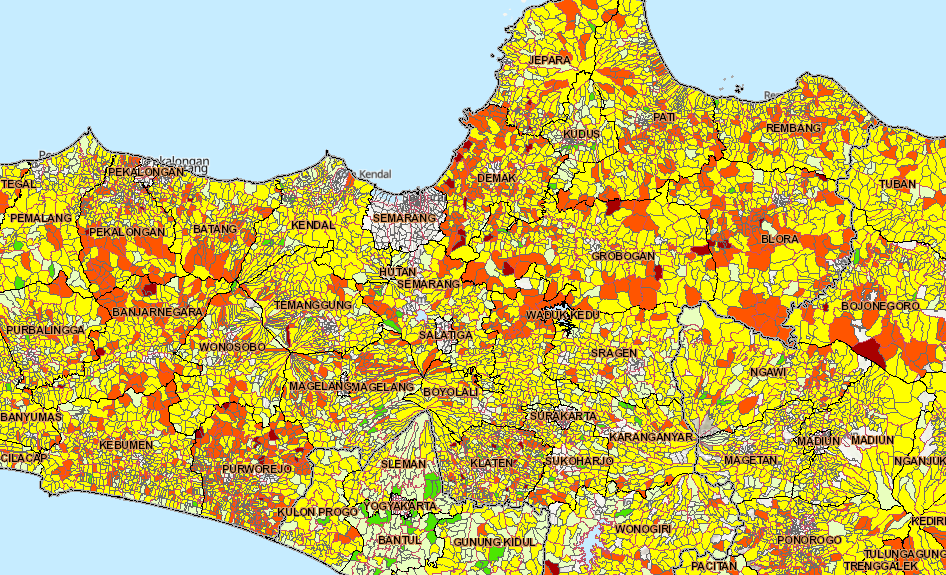 JEPARA
KUDUS
PATI
REMBANG
PEKALONGAN
Kendal
DEMAK
TUBAN
TEGAL
PEMALANG
PEKALONGAN
BATANG
KENDAL
SEMARANG
BLORA
GROBOGAN
HUTAN
SEMARANG
TEMANGGUNG
BOJONEGORO
BANJARNEGARA
WADUK KEDU
PURBALINGGA
SALATIGA
WONOSOBO
SRAGEN
NGAWI
MAGELANG
MAGELANG
BOYOLALI
BANYUMAS
SURAKARTA
KEBUMEN
KARANGANYAR
MADIUN
MADIUN
CILACAP
PURWOREJO
SLEMAN
KLATEN
SUKOHARJO
MAGETAN
NGANJUK
YOGYAKARTA
KULON PROGO
KEDIRI
WONOGIRI
BANTUL
GUNUNG KIDUL
PONOROGO
TULUNGAGUNG
PACITAN
TRENGGALEK